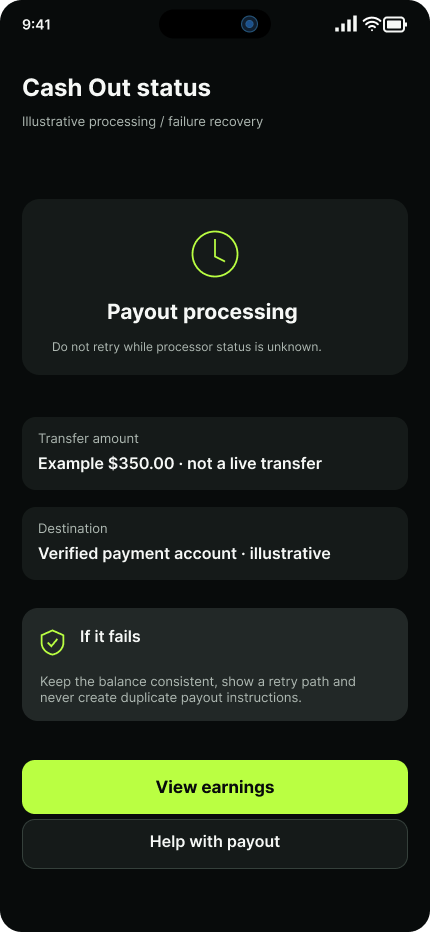 9:41
Cash Out status
Illustrative processing / failure recovery
Payout processing
Do not retry while processor status is unknown.
Transfer amount
Example $350.00 · not a live transfer
Destination
Verified payment account · illustrative
If it fails
Keep the balance consistent, show a retry path and
never create duplicate payout instructions.
View earnings
Help with payout